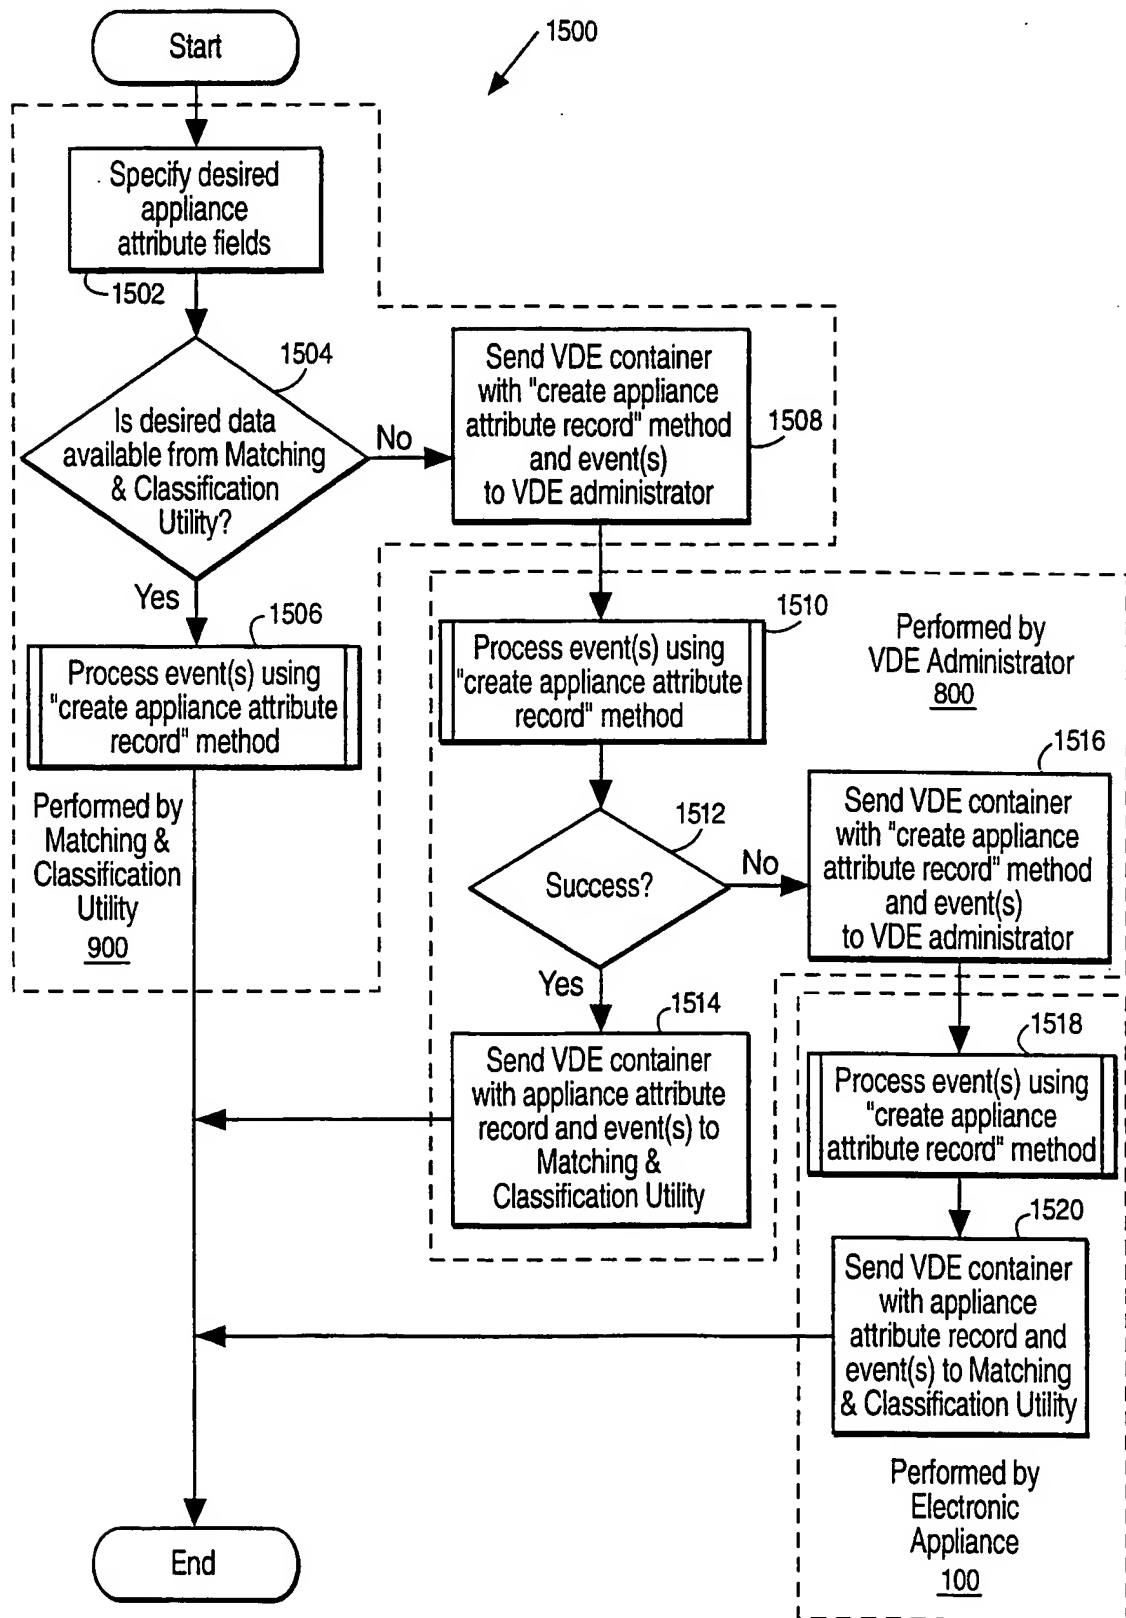 Start
1500
Specify desired
appliance
attribute fields
1502
1504
Is desired data
available from Matching
& Classification
Utility?
No
Yes
Send VDE container
with "create appliance
attribute record" method
and event(s)
to VDE administrator
1508
1506
Process event(s) using
"create appliance attribute
record" method
Performed by
Matching &
Classification
Utility
900
1510
Process event(s) using
"create appliance attribute
record" method
Performed by
VDE Administrator
800
1512
Success?
No
Yes
1516
Send VDE container
with "create appliance
attribute record" method
and event(s)
to VDE administrator
1514
Send VDE container
with appliance attribute
record and event(s) to
Matching &
Classification Utility
1518
Process event(s) using
"create appliance
attribute record" method
1520
Send VDE container
with appliance
attribute record and
event(s) to Matching
& Classification Utility
Performed by
Electronic
Appliance
100
End